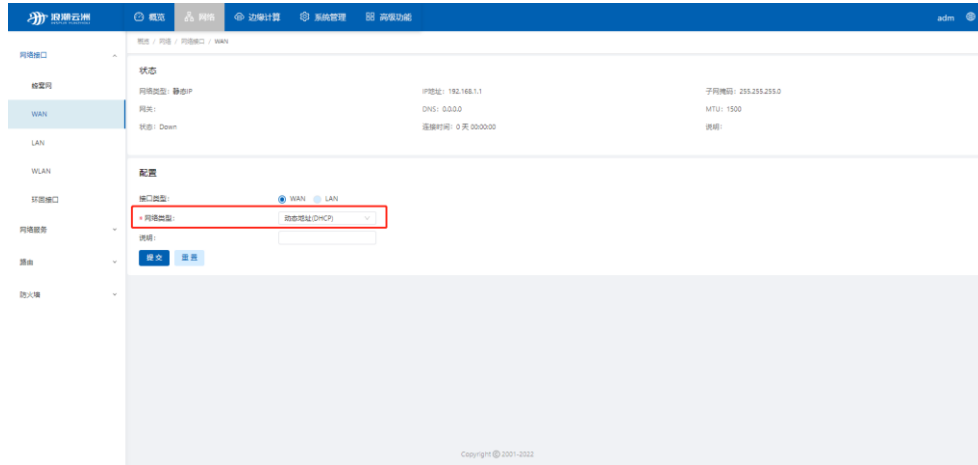 浪潮云洲
概览 网络 边缘计算 系统管理 高级功能 adm
概览 / 网络 / 网络接口 / WAN
网络接口
蜂窝网
WAN
LAN
WLAN
环回接口
网络服务
路由
防火墙
状态
网络类型: 静态IP IP地址: 192.168.1.1 子网掩码: 255.255.255.0
网关: DNS: 0.0.0.0 MTU: 1500
状态: Down 连接时间: 0 天 00:00:00 说明:
配置
接口类型: WAN LAN
* 网络类型: 动态地址(DHCP)
说明:
提交 重置
Copyright © 2001-2022